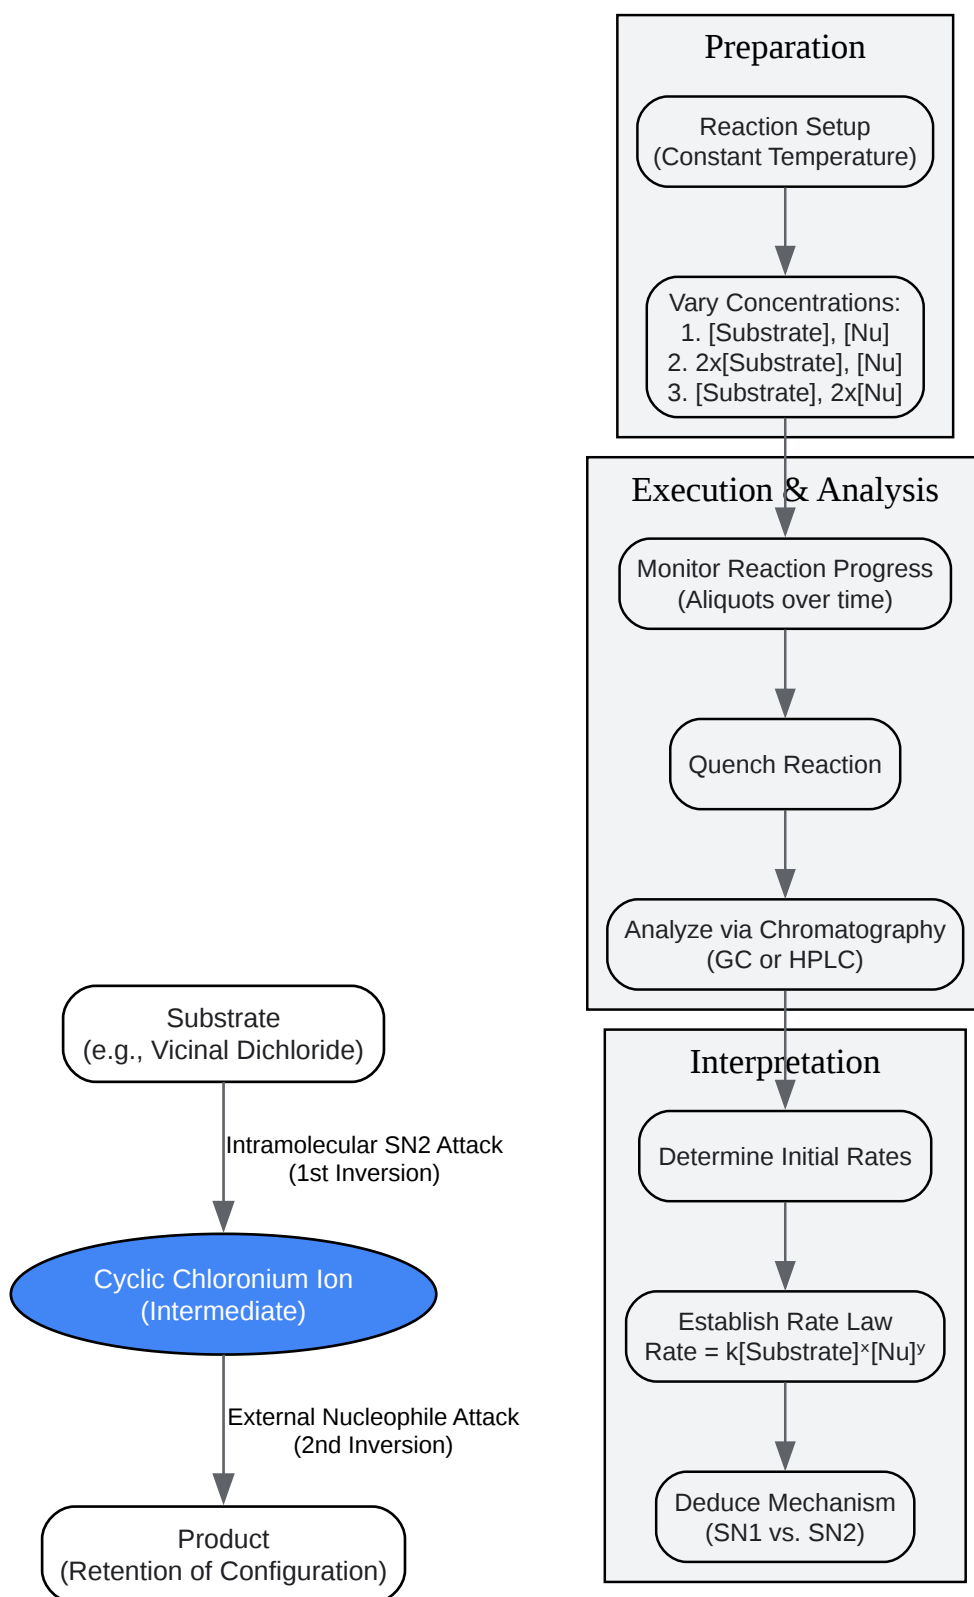 Preparation
Reaction Setup
(Constant Temperature)
Vary Concentrations:
1. [Substrate], [Nu]
2. 2x[Substrate], [Nu]
3. [Substrate], 2x[Nu]
Execution & Analysis
Monitor Reaction Progress
(Aliquots over time)
Quench Reaction
Analyze via Chromatography
(GC or HPLC)
Interpretation
Determine Initial Rates
Establish Rate Law
Rate = k[Substrate]ˣ[Nu]ʸ
Deduce Mechanism
(SN1 vs. SN2)
Substrate
(e.g., Vicinal Dichloride)
Intramolecular SN2 Attack
(1st Inversion)
Cyclic Chloronium Ion
(Intermediate)
External Nucleophile Attack
(2nd Inversion)
Product
(Retention of Configuration)